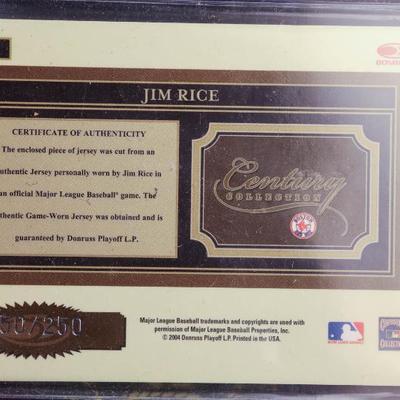 JIM RICE
CERTIFICATE OF AUTHENTICITY
The enclosed piece of jersey was cut from an
uthentic Jersey personally worn by Jim Rice in
an official Major League Baseball® game. The
thentic Game-Worn Jersey was obtained and is
guaranteed by Donruss Playoff L.P.
Century
COLLECTION
50/250
Major League Baseball trademarks and copyrights are used with
permission of Major League Baseball Properties, Inc.
© 2004 Donruss Playoff L.P. Printed in the USA.